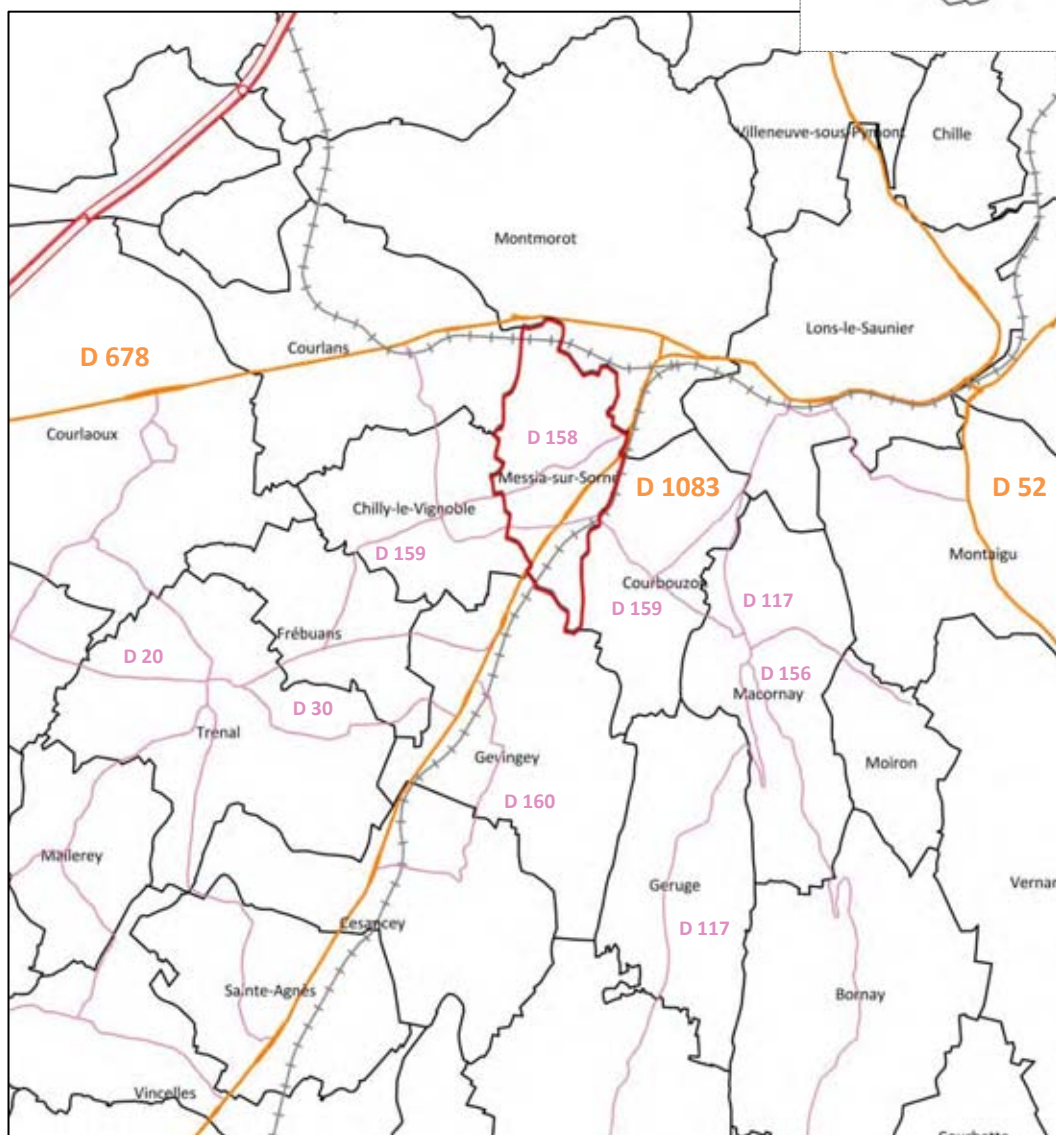 Villeneuve-sous-Pymont
Chille
Montmorot
Lons-le-Saunier
Courlans
D 678
Courlaoux
D 158
Messia-sur-Sorne
D 1083
D 52
Chilly-le-Vignoble
D 159
Montaigu
Courbouzon
D 159
D 117
Frébuans
D 20
D 156
Macornay
D 30
Trenal
Gevingey
Moiron
D 160
Mallerey
Geruge
Vernan
D 117
Cesancey
Sainte-Agnès
Bornay
Vincelles